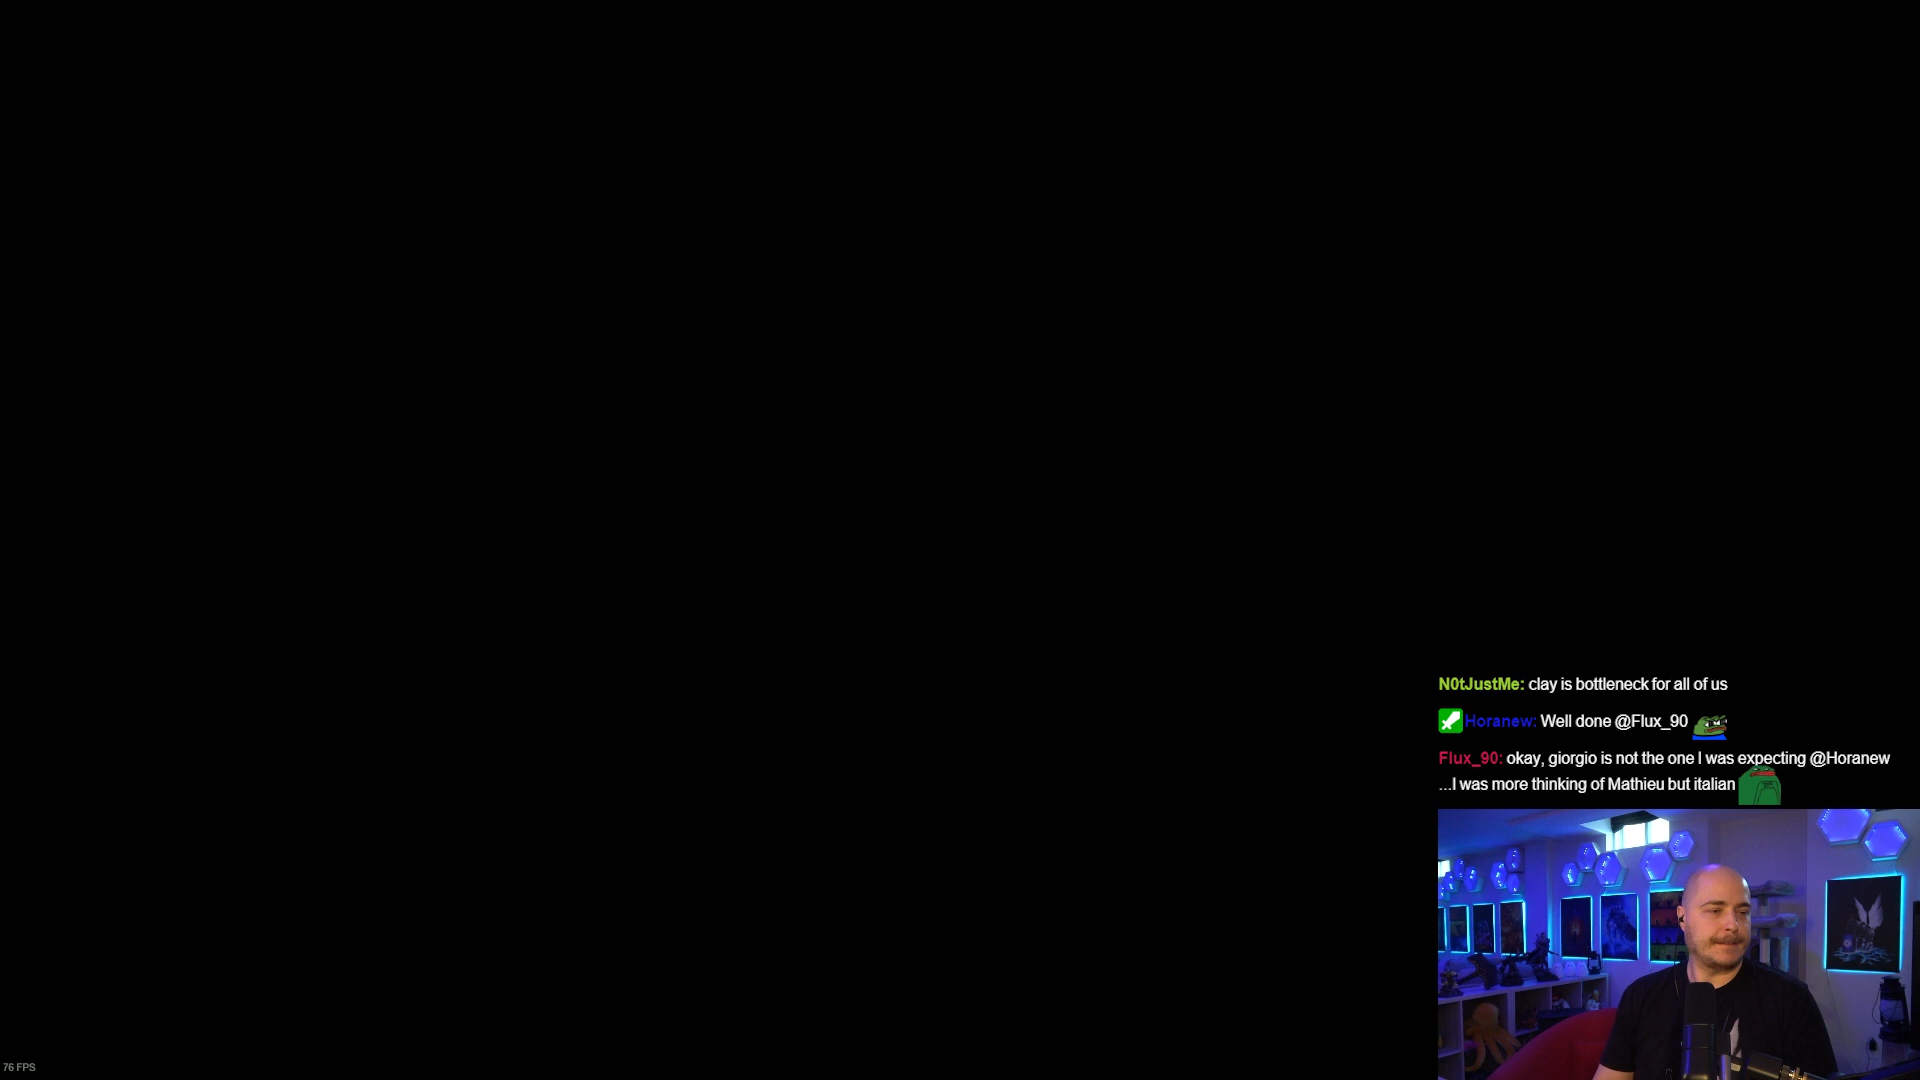 N0tJustMe: clay is bottleneck for all of us
Horanew: Well done @Flux_90
Flux_90: okay, giorgio is not the one I was expecting @Horanew
...I was more thinking of Mathieu but italian
76 FPS